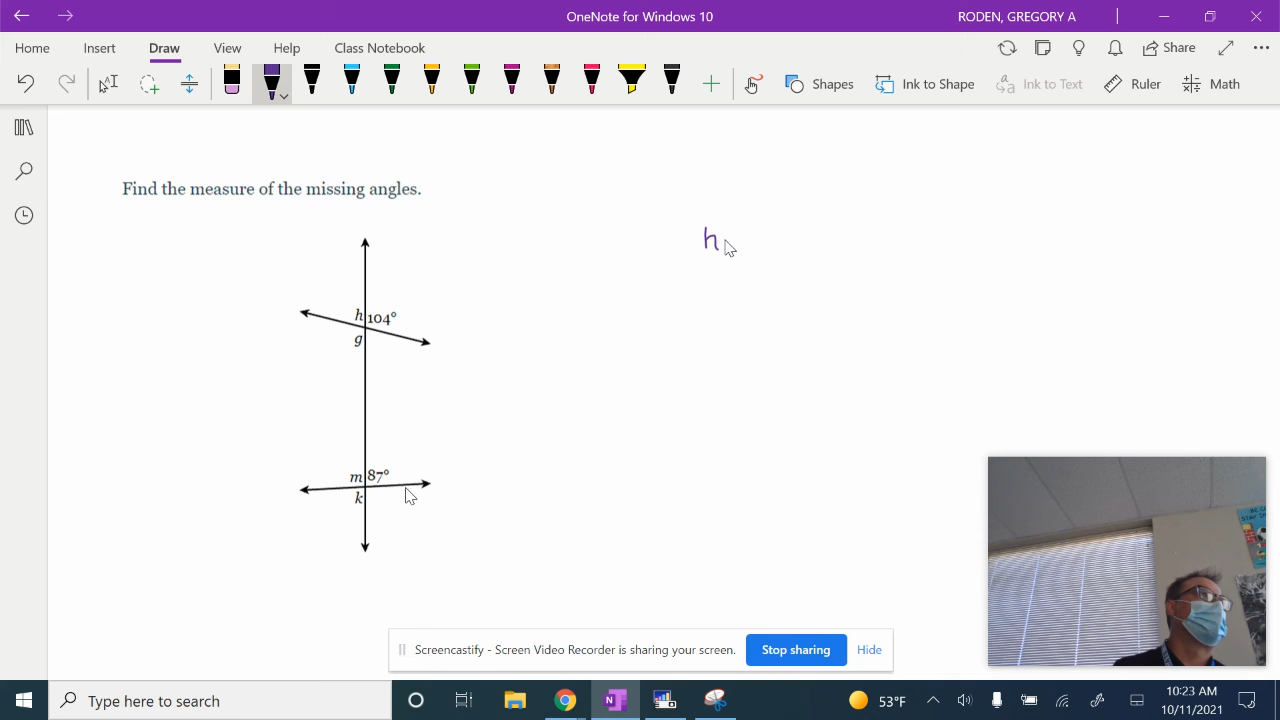 OneNote for Windows 10
RODEN, GREGORY A
Home Insert Draw View Help Class Notebook Share
Shapes Ink to Shape Ink to Text Ruler Math
Find the measure of the missing angles.
h
h 104°
g
m 87°
k
Screencastify - Screen Video Recorder is sharing your screen. Stop sharing Hide
Type here to search
53°F
10:23 AM
10/11/2021